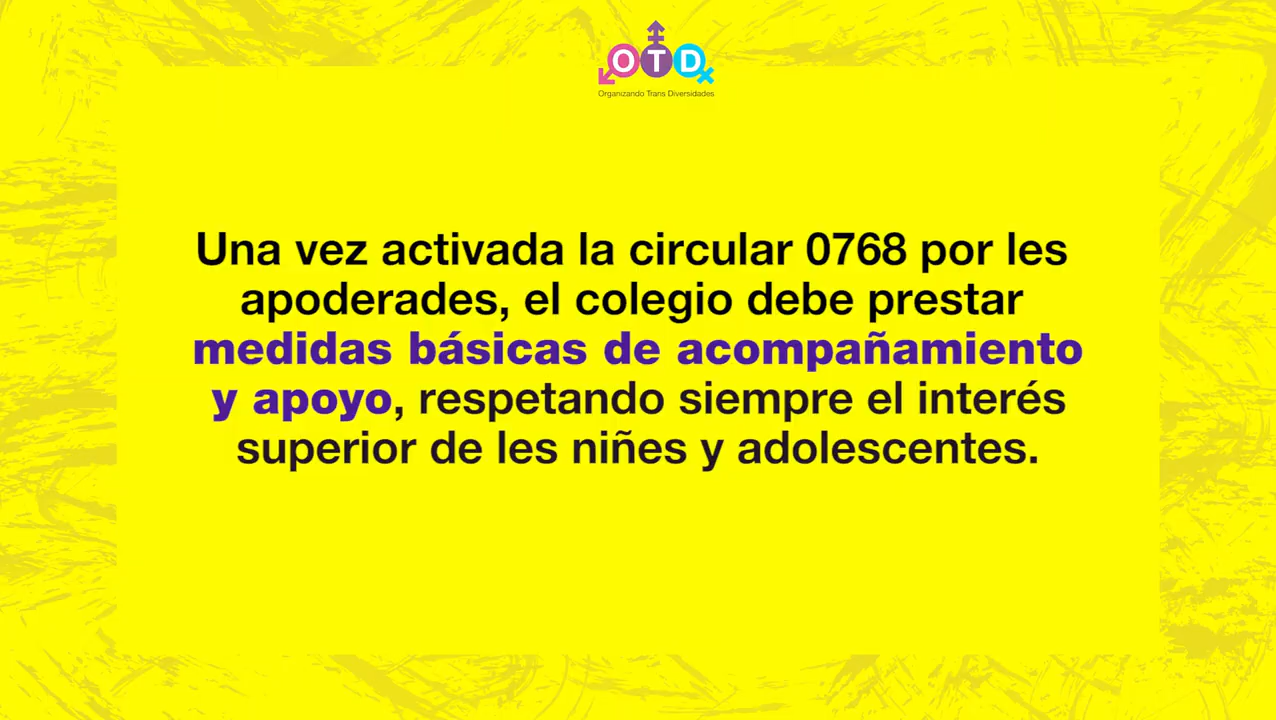 OTD
Organizando Trans Diversidades
Una vez activada la circular 0768 por les
apoderades, el colegio debe prestar
medidas básicas de acompañamiento
y apoyo, respetando siempre el interés
superior de les niñes y adolescentes.